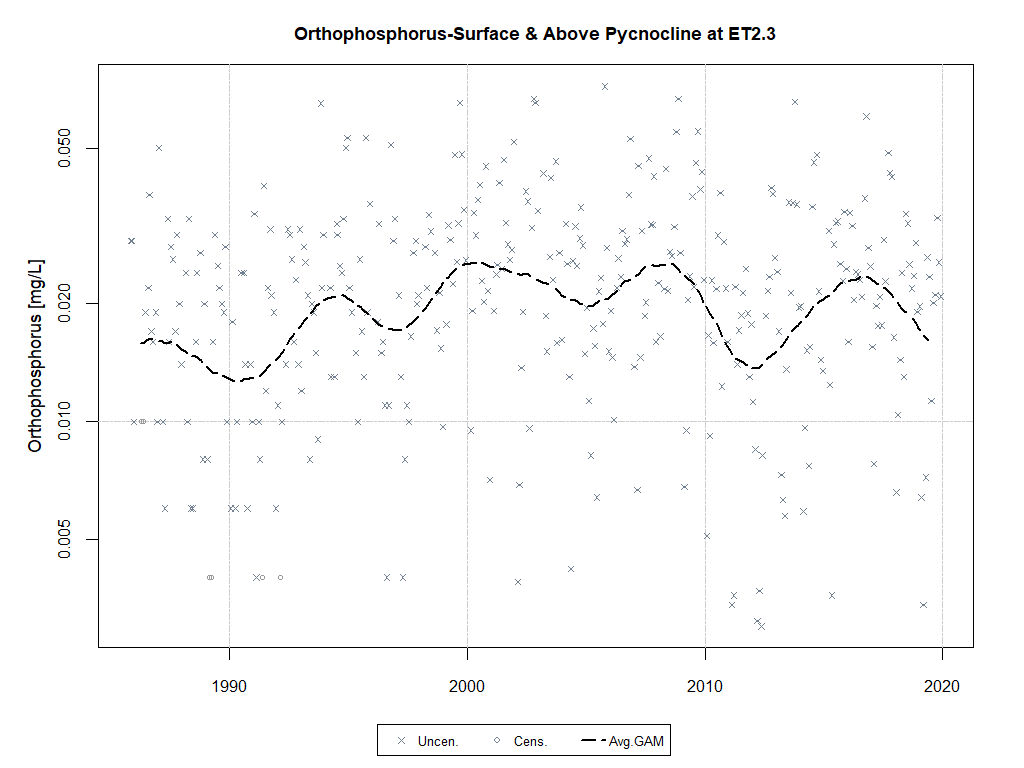 Orthophosphorus-Surface & Above Pycnocline at ET2.3
Orthophosphorus [mg/L]
0.050
0.020
0.010
0.005
1990 2000 2010 2020
Uncen. Cens. Avg.GAM